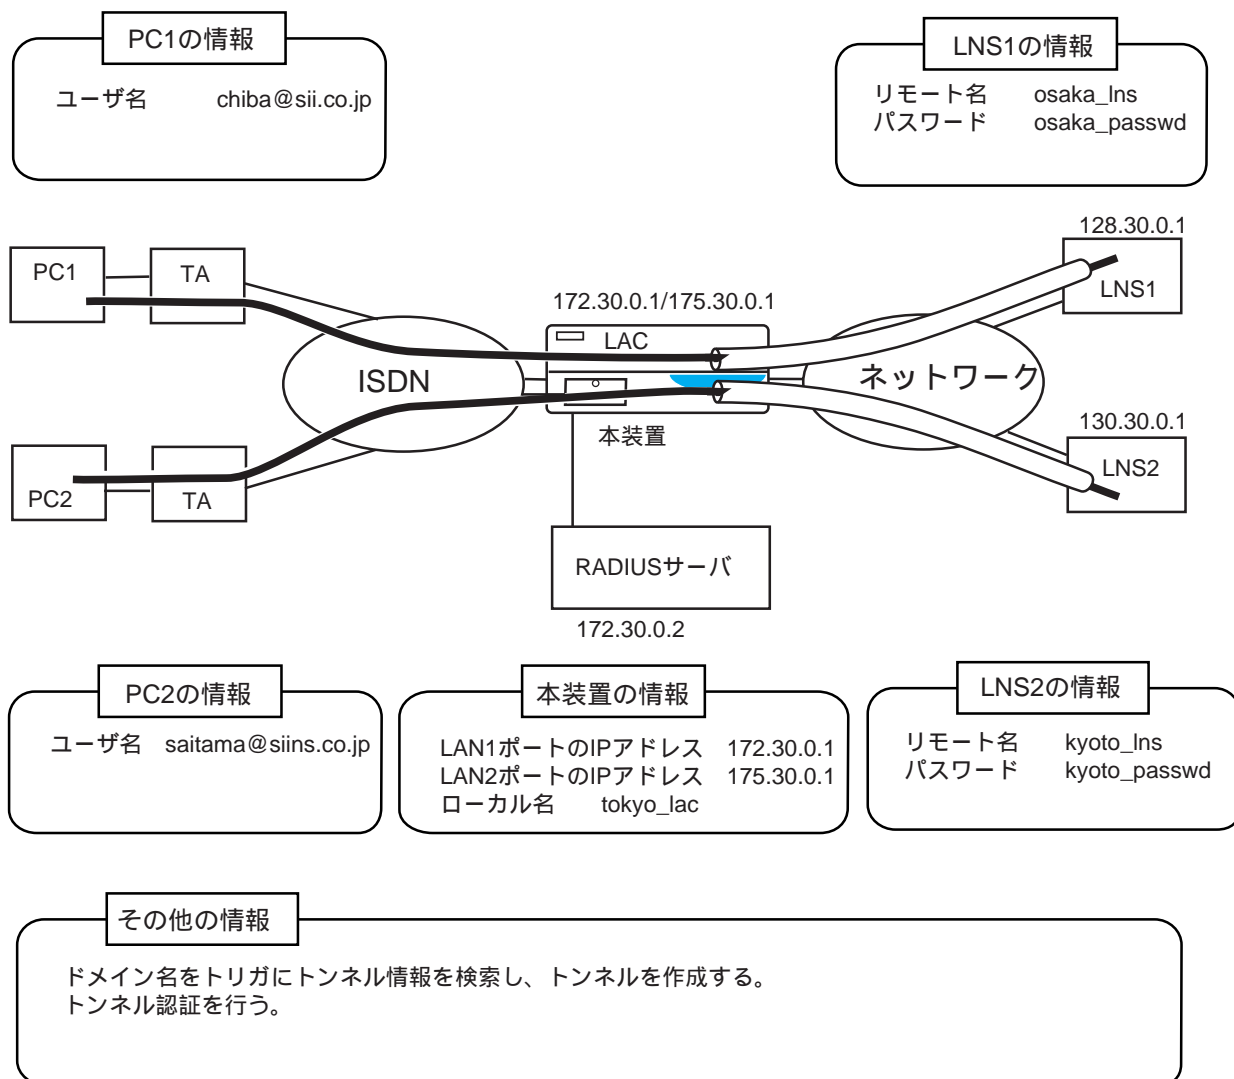 PC1の情報
ユーザ名 chiba@sii.co.jp
LNS1の情報
リモート名 osaka_lns
パスワード osaka_passwd
128.30.0.1
PC1
TA
LNS1
172.30.0.1/175.30.0.1
LAC
ISDN
ネットワーク
本装置
130.30.0.1
PC2
TA
LNS2
RADIUSサーバ
172.30.0.2
PC2の情報
ユーザ名 saitama@siins.co.jp
本装置の情報
LAN1ポートのIPアドレス 172.30.0.1
LAN2ポートのIPアドレス 175.30.0.1
ローカル名 tokyo_lac
LNS2の情報
リモート名 kyoto_lns
パスワード kyoto_passwd
その他の情報
ドメイン名をトリガにトンネル情報を検索し、トンネルを作成する。
トンネル認証を行う。